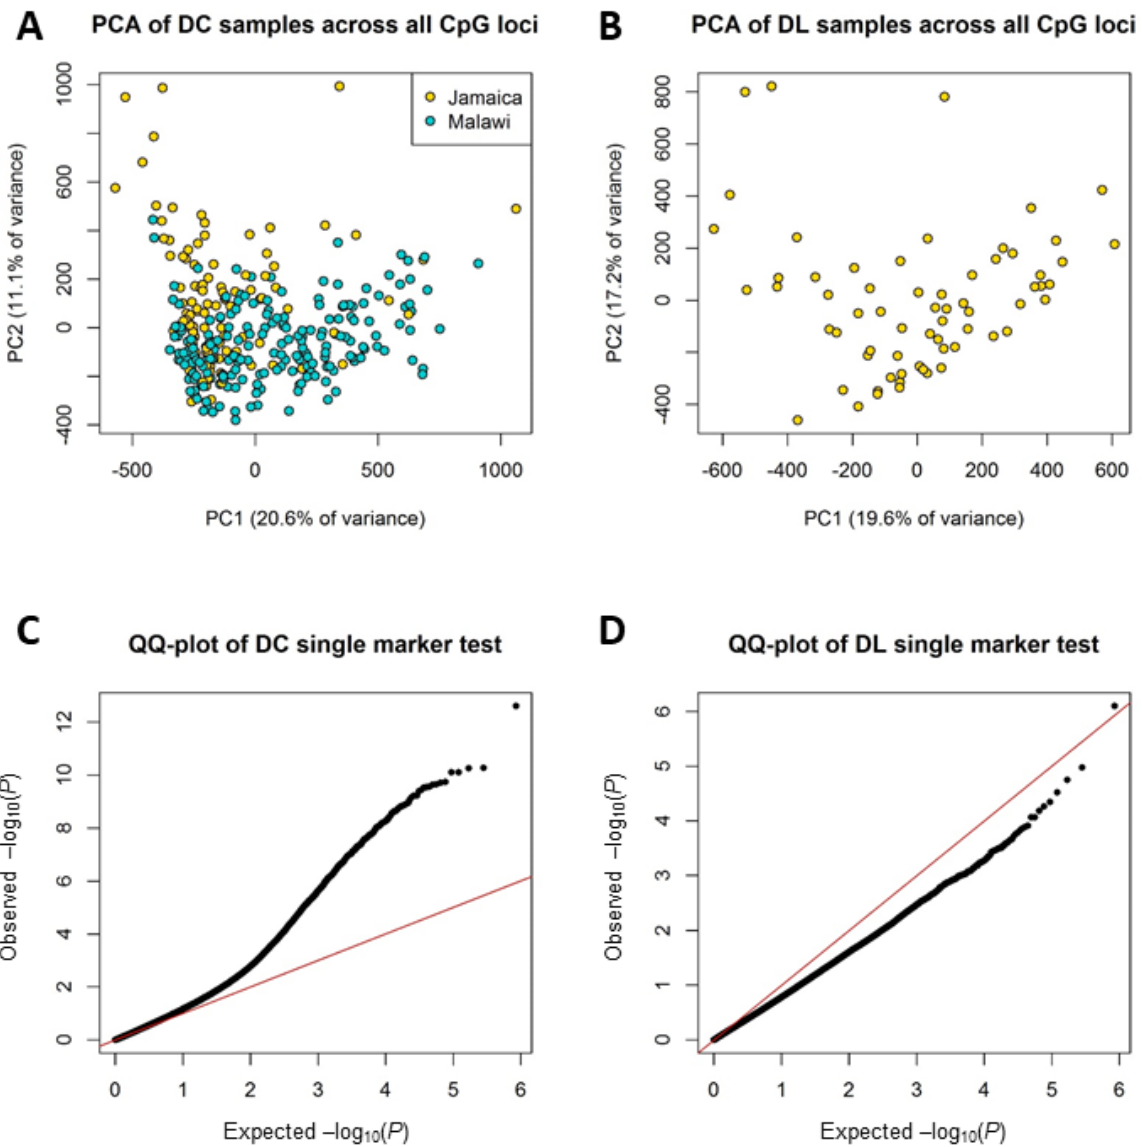 A
PCA of DC samples across all CpG loci
PC2 (11.1% of variance)
1000
600
200
0
-400
Jamaica
Malawi
-500
0
500
1000
PC1 (20.6% of variance)
B
PCA of DL samples across all CpG loci
PC2 (17.2% of variance)
800
600
400
200
0
-400
-600
-400
-200
0
200
400
600
PC1 (19.6% of variance)
C
QQ-plot of DC single marker test
Observed –log10(P)
12
10
8
6
4
2
0
0
1
2
3
4
5
6
Expected –log10(P)
D
QQ-plot of DL single marker test
Observed –log10(P)
6
5
4
3
2
1
0
0
1
2
3
4
5
6
Expected –log10(P)